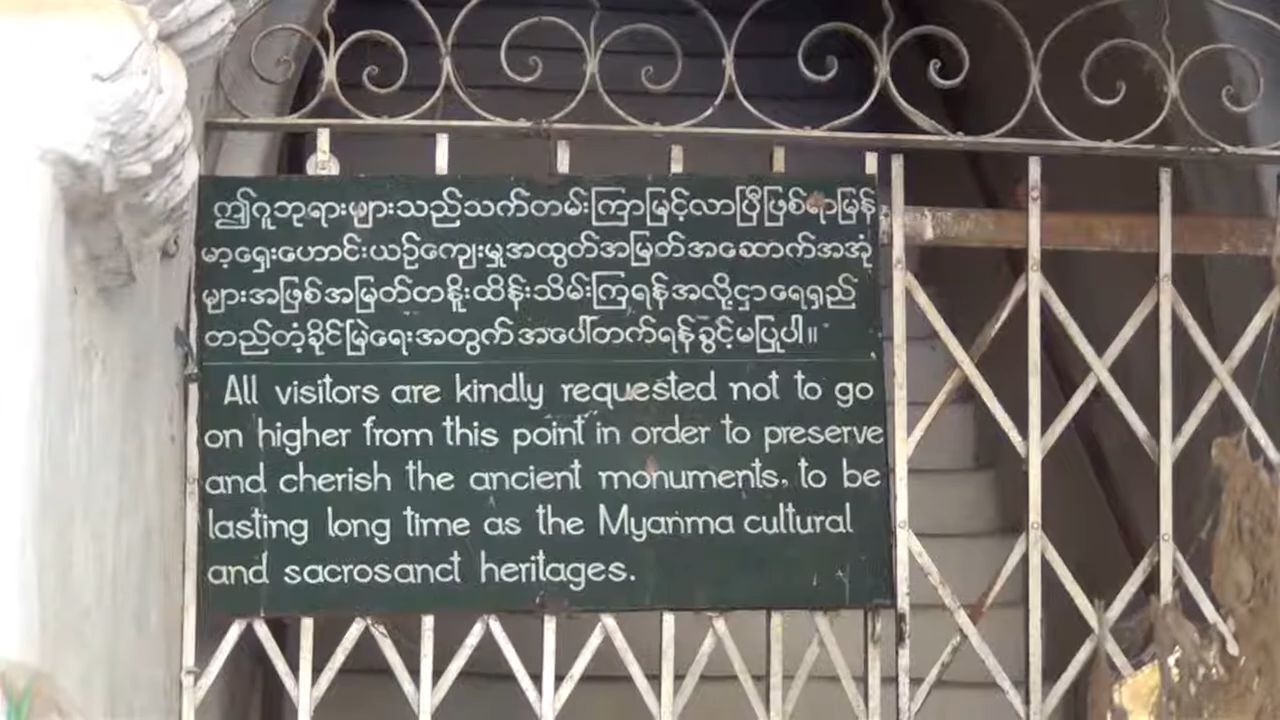 ဤဂူဘုရားများသည်သက်တမ်းကြာမြင့်လာပြီဖြစ်ရာမြန်
မာ့ရှေးဟောင်းယဉ်ကျေးမှုအထွတ်အမြတ်အဆောက်အအုံ
များအဖြစ်အမြတ်တနိုးထိန်းသိမ်းကြရန်အလို့ငှာရေရှည်
တည်တံ့ခိုင်မြဲရေးအတွက်အပေါ်တက်ရန်ခွင့်မပြုပါ။
All visitors are kindly requested not to go
on higher from this point in order to preserve
and cherish the ancient monuments, to be
lasting long time as the Myanma cultural
and sacrosanct heritages.